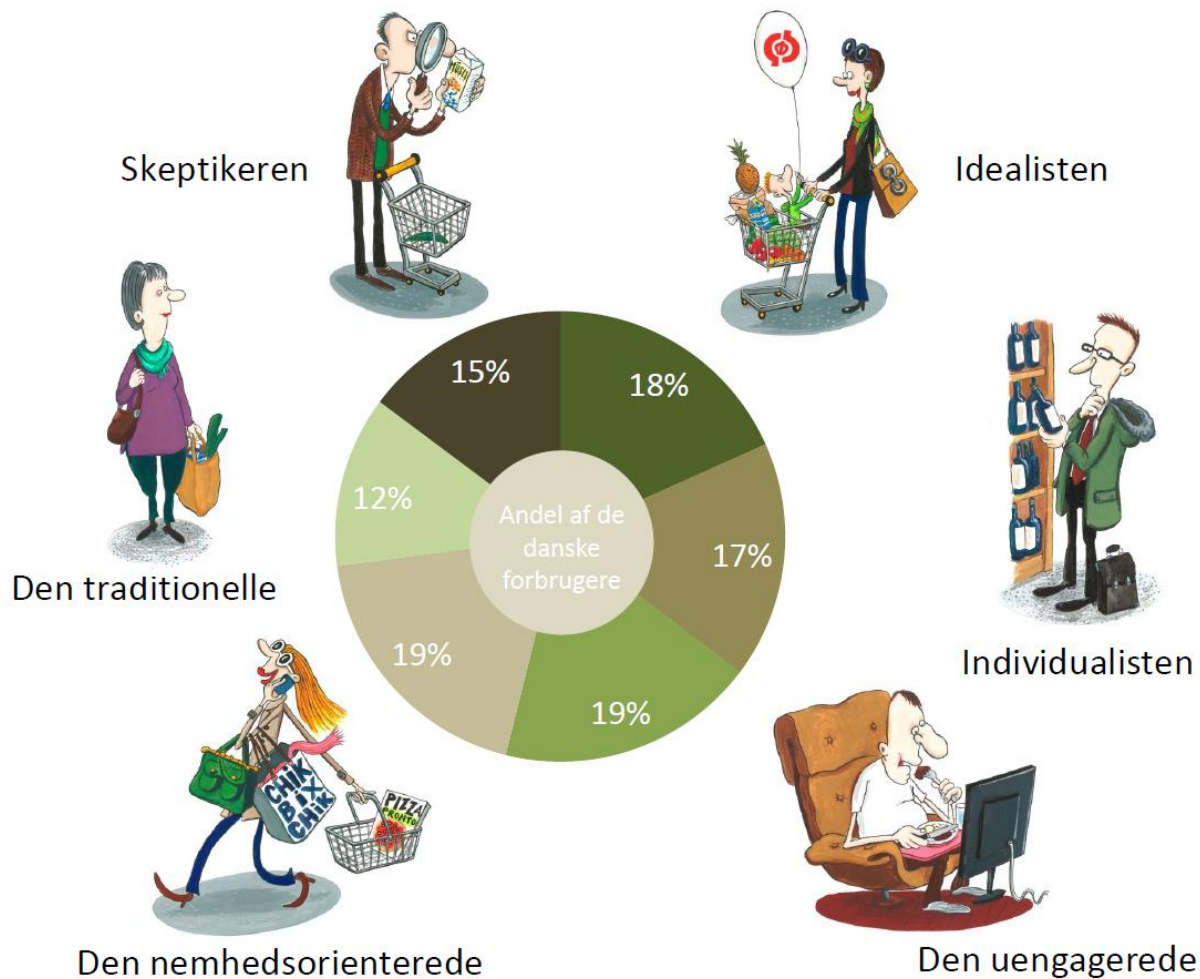 Skeptikeren
MÜSLI
Idealisten
15%
18%
12%
Andel af de
danske
forbrugere
17%
Den traditionelle
19%
19%
Individualisten
CHIK
BIX
CHIK
PIZZA
PRONTO
Den nemhedsorienterede
Den uengagerede